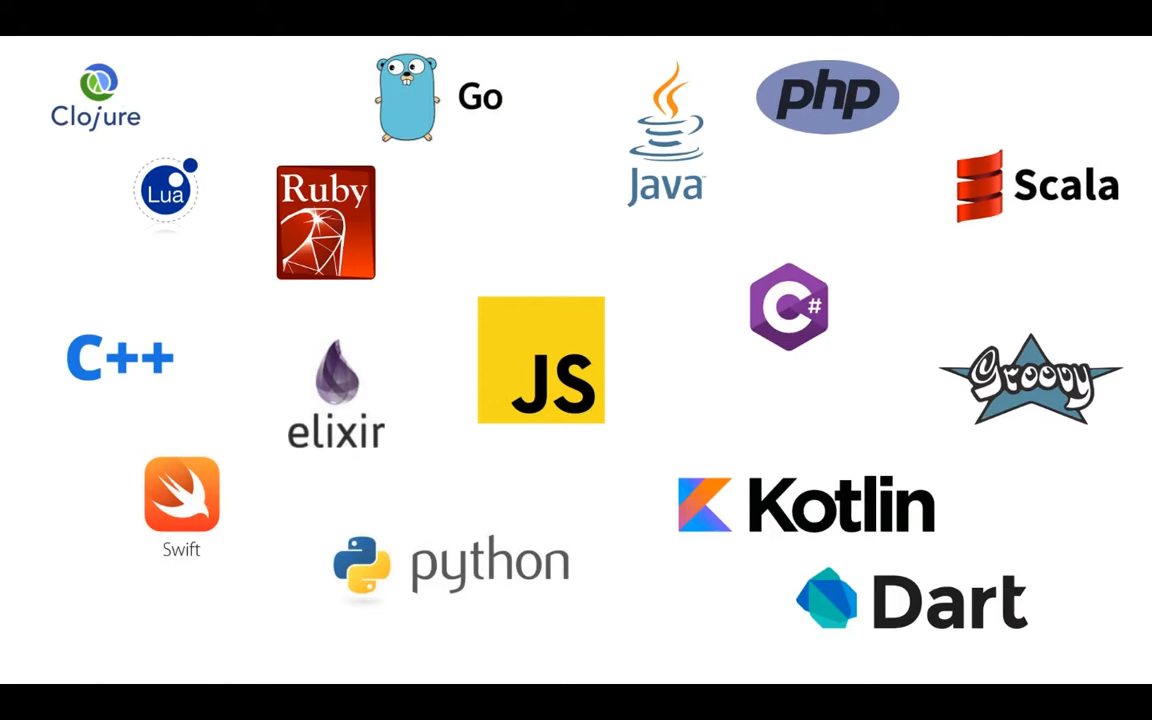 Clojure
Go
Java
php
Lua
Ruby
Scala
C#
C++
elixir
JS
Groovy
Swift
Kotlin
python
Dart